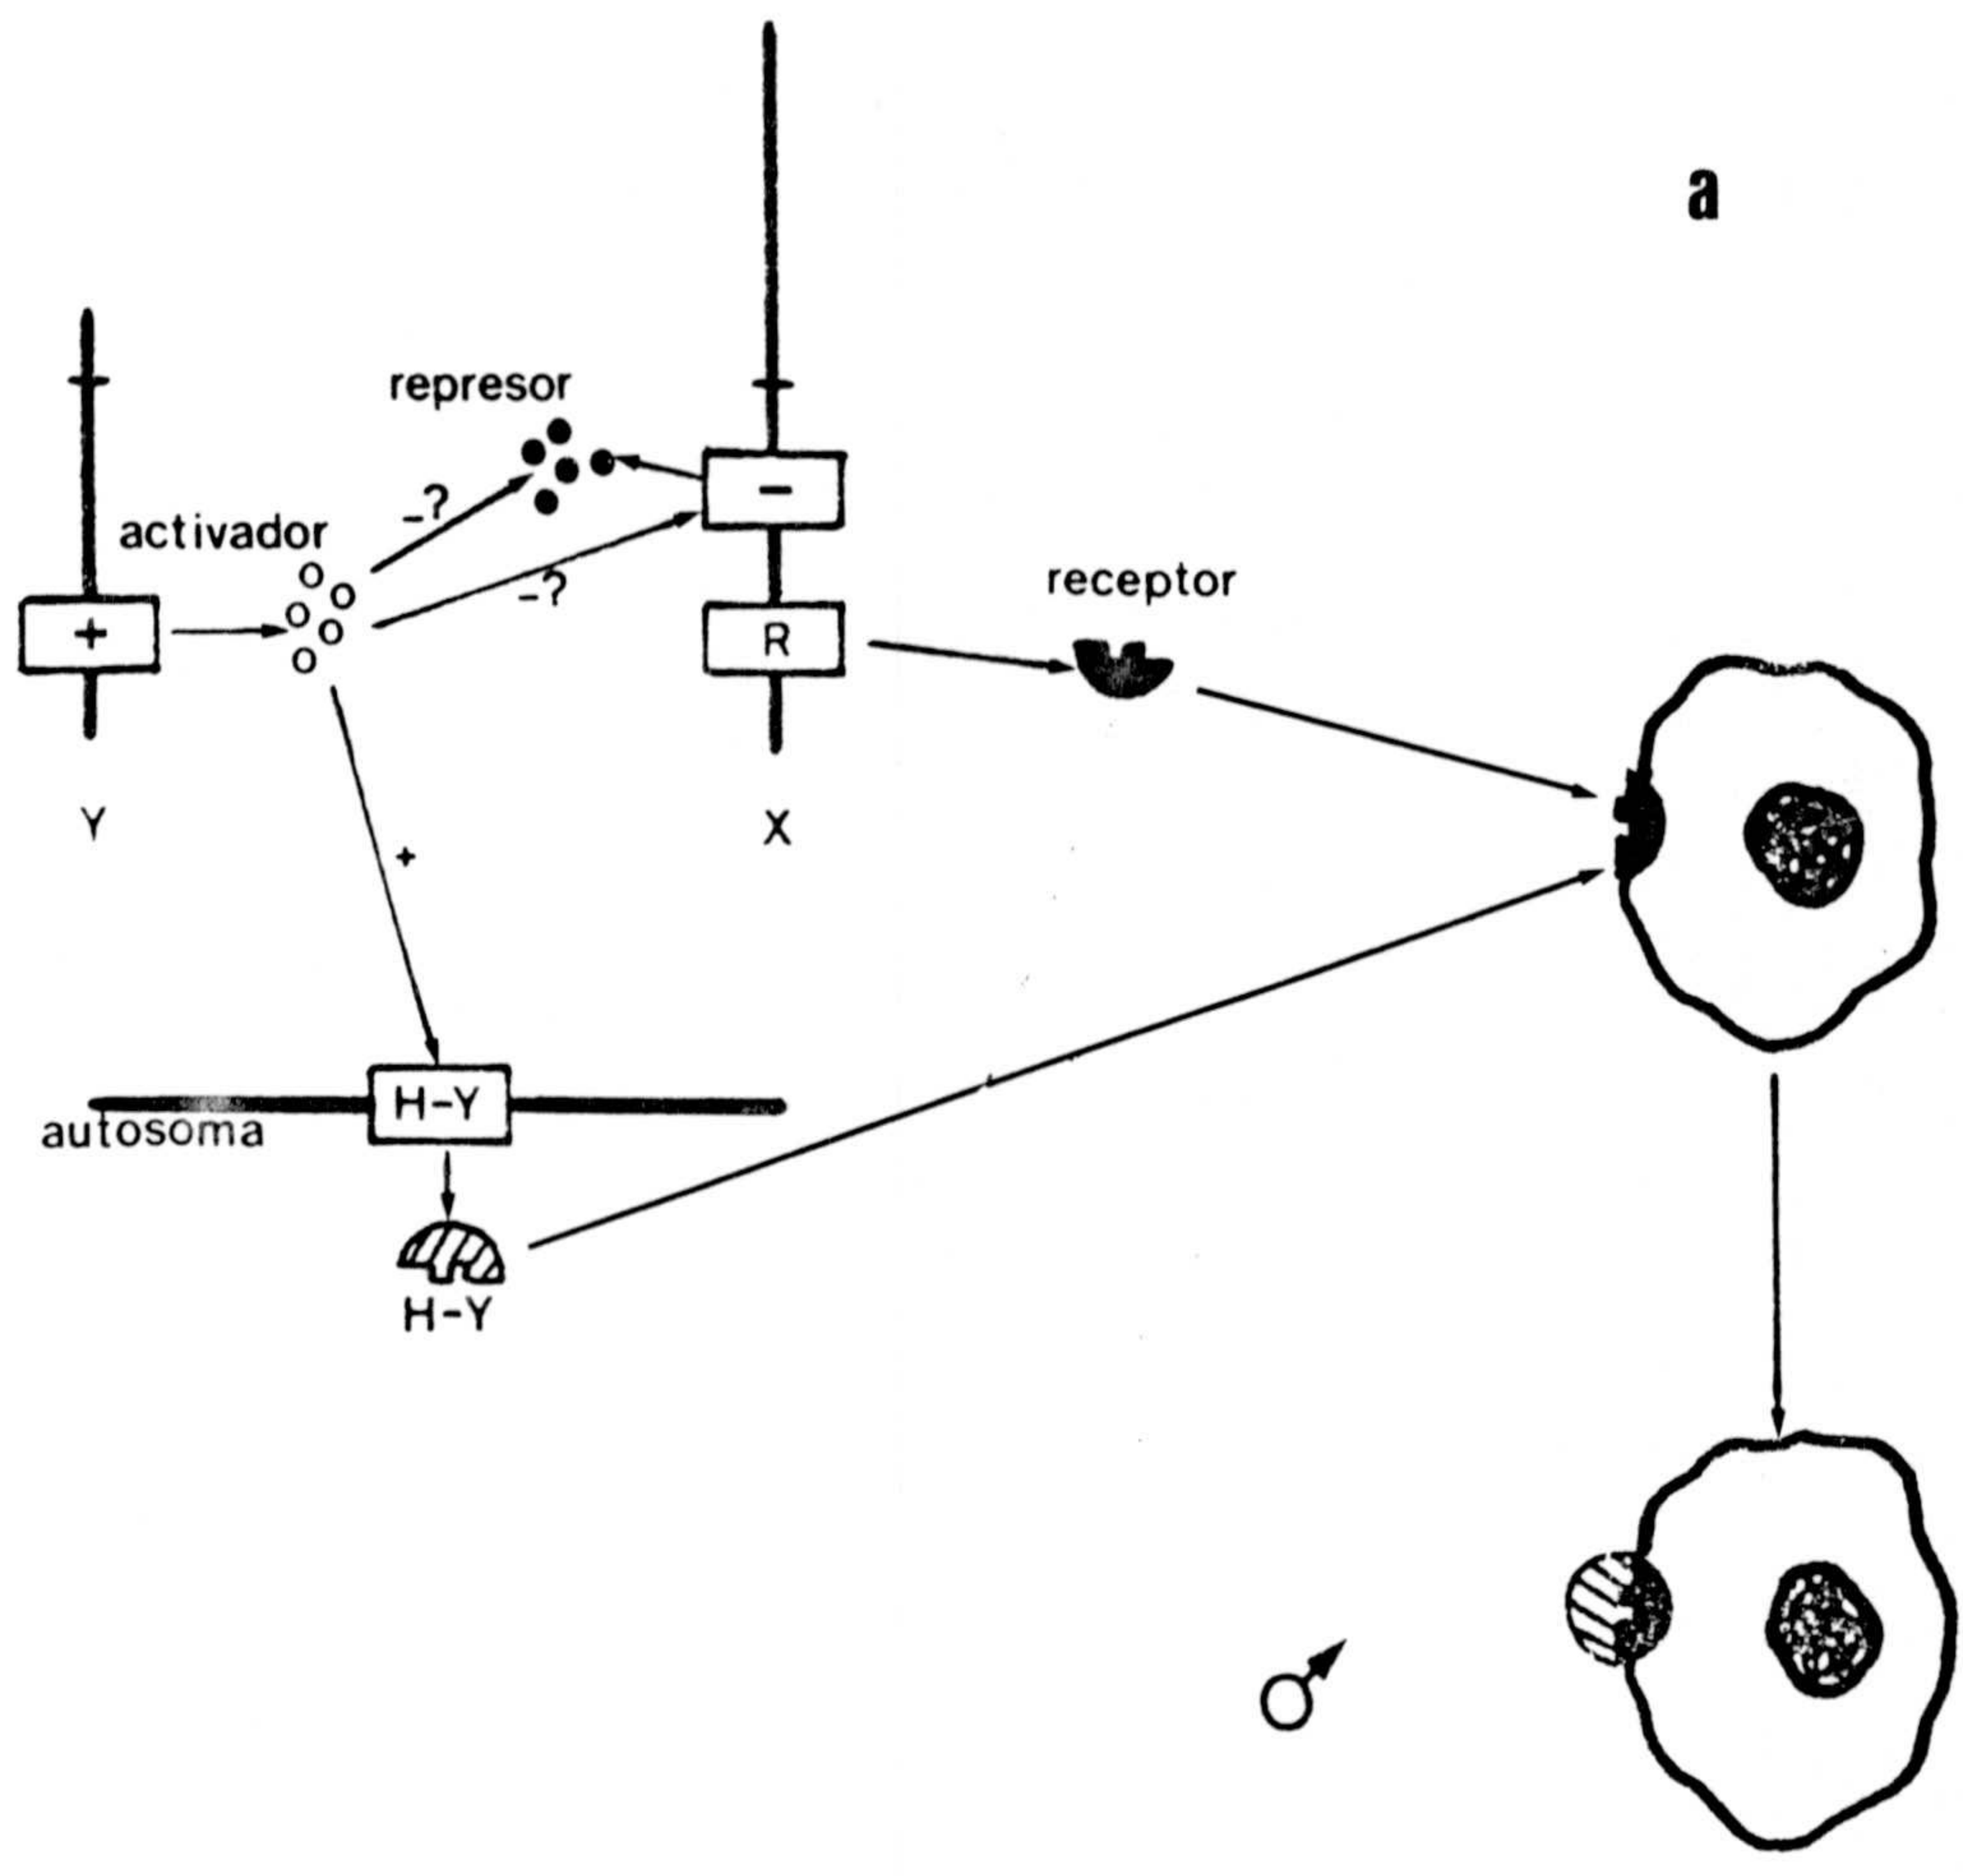 a
represor
-?
activador
-?
receptor
+
-
R
Y
X
+
H-Y
autosoma
H-Y